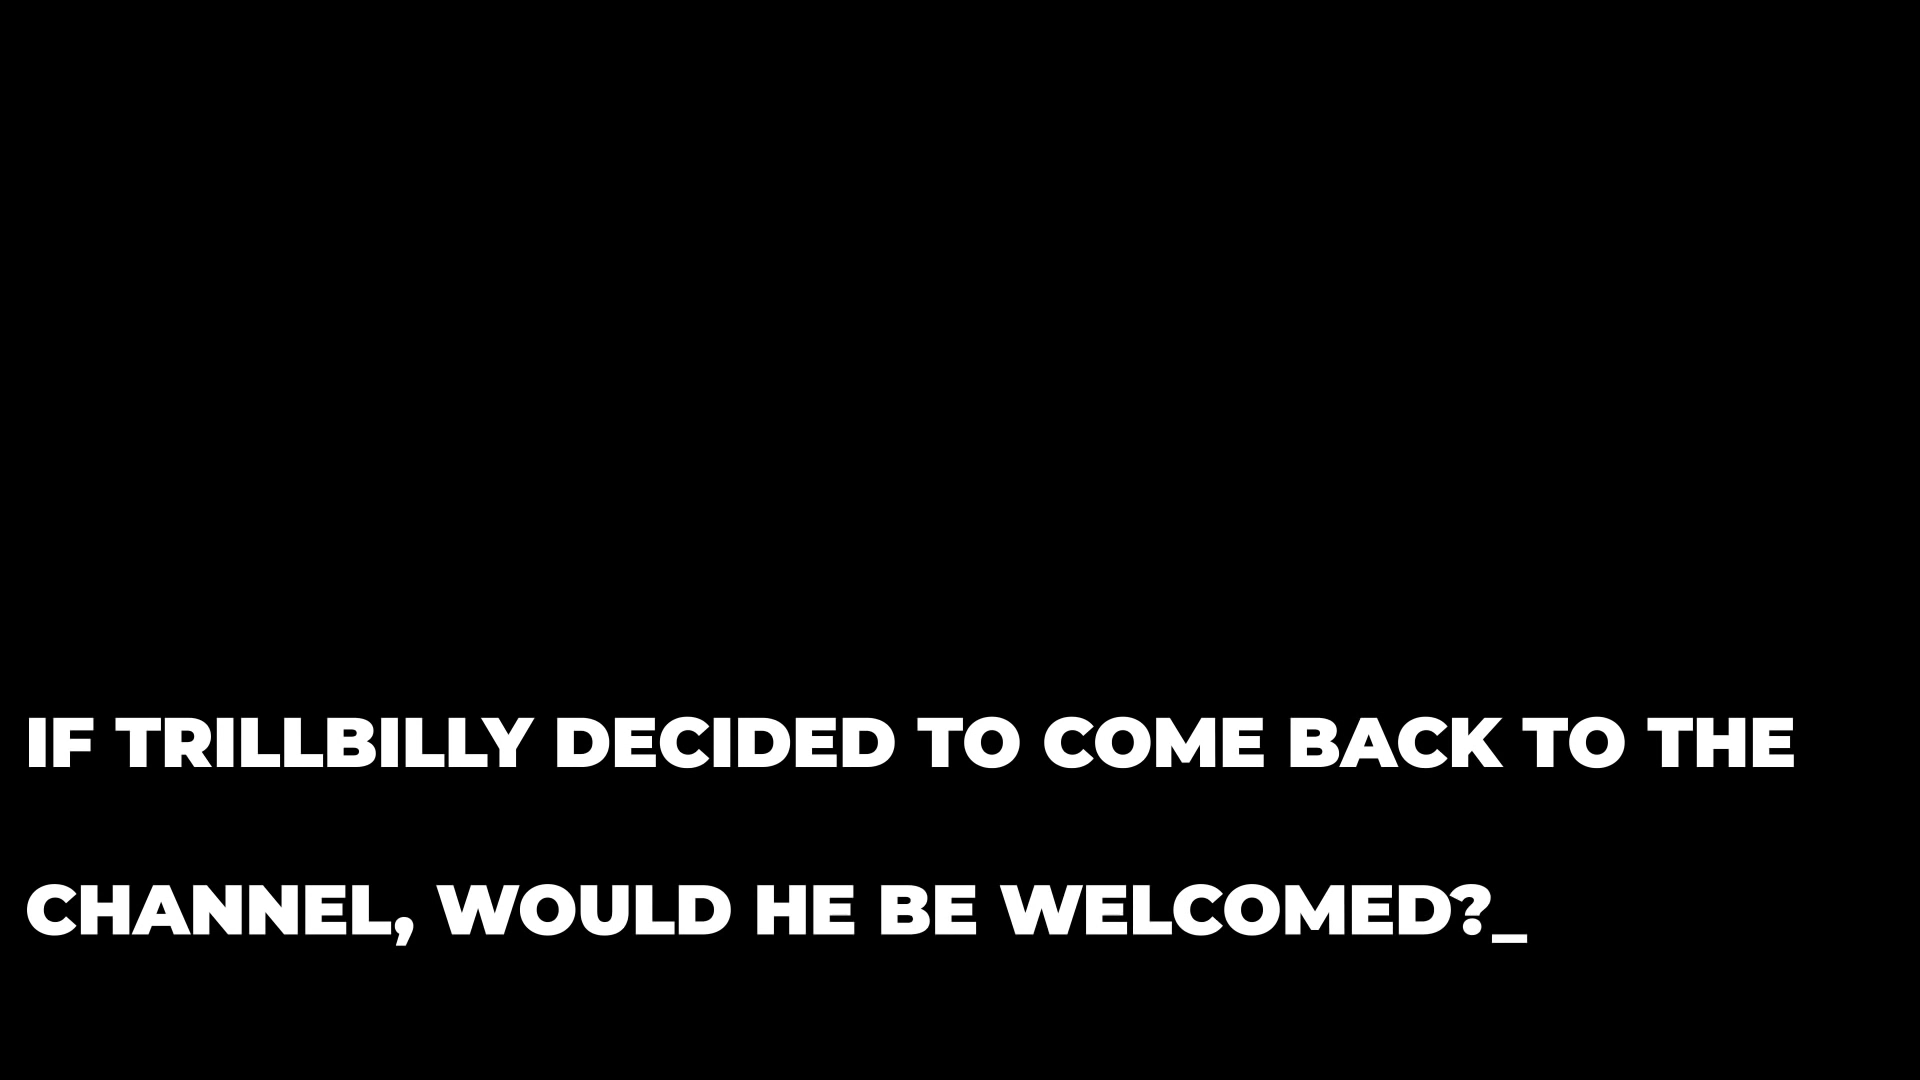 IF TRILLBILLY DECIDED TO COME BACK TO THE
CHANNEL, WOULD HE BE WELCOMED?_